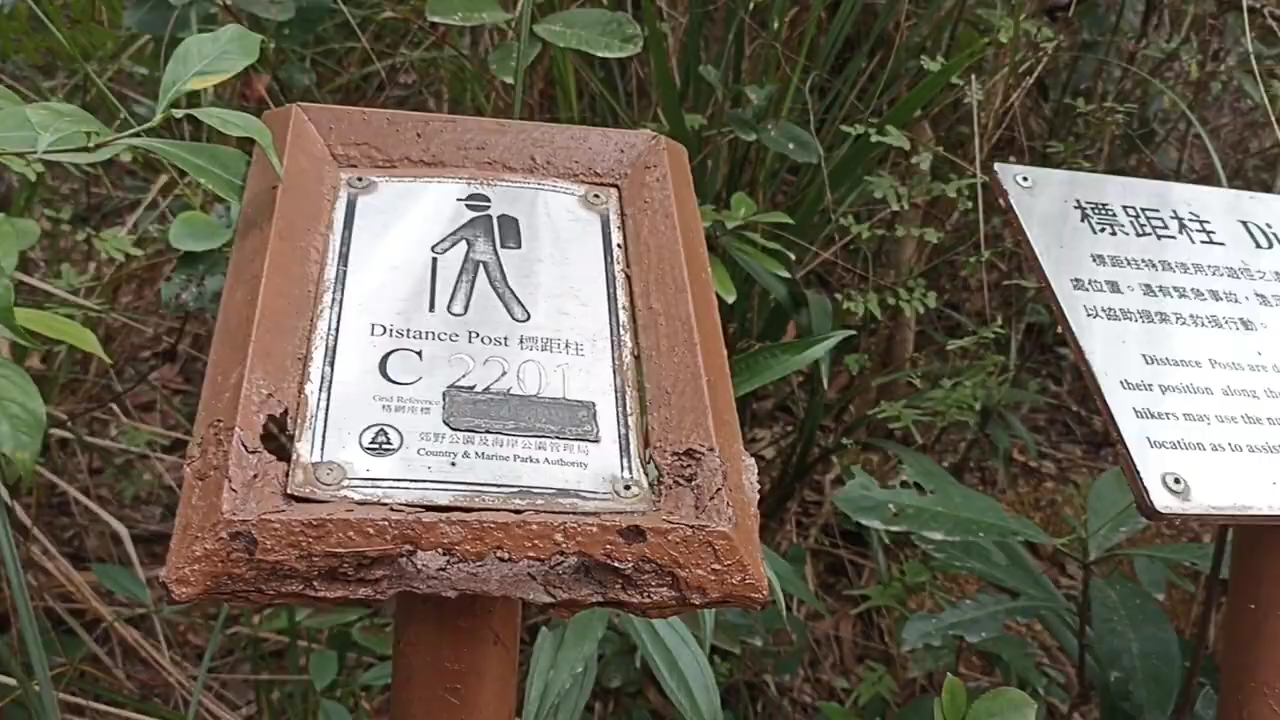 Distance Post 標距柱
C 2201
Grid Reference
格網座標
郊野公園及海岸公園管理局
Country & Marine Parks Authority
標距柱 Di
標距柱特為使用郊遊徑之
處位置。遇有緊急事故，
以協助搜索及救援行動。
Distance Posts are d
their position along th
hikers may use the n
location as to assis